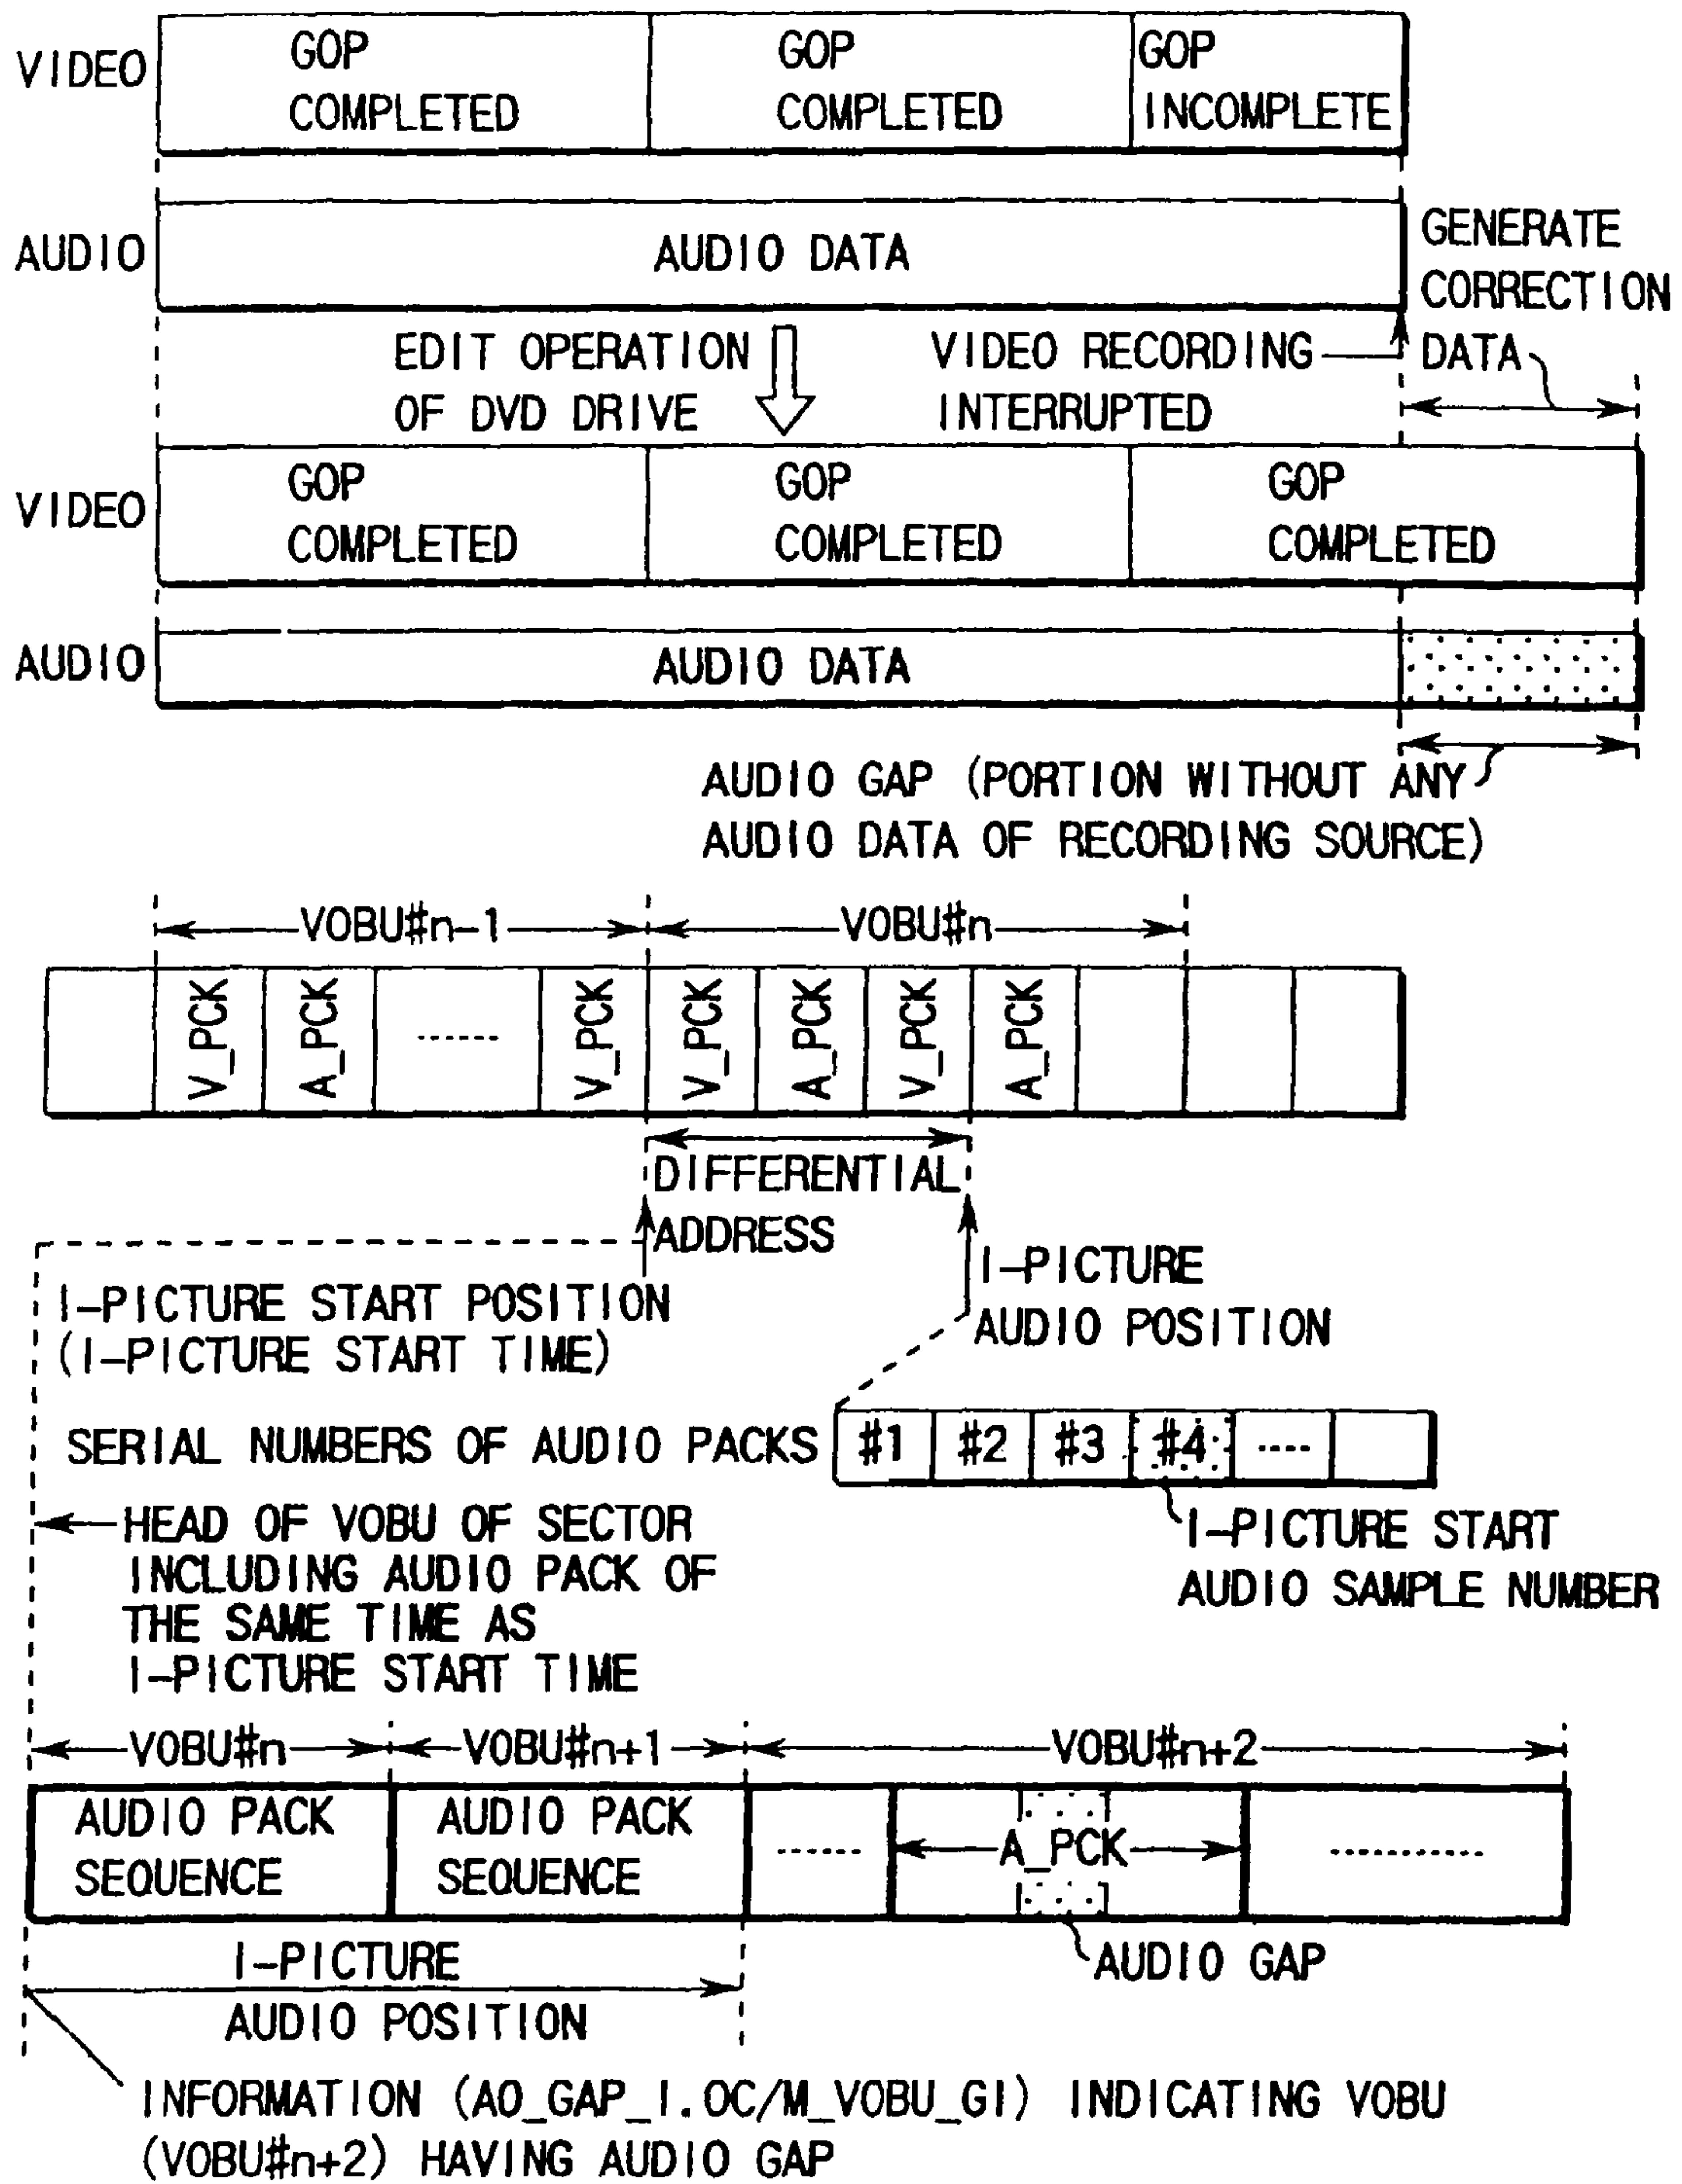 VIDEO
GOP
COMPLETED
GOP
COMPLETED
GOP
INCOMPLETE
AUDIO
AUDIO DATA
GENERATE
CORRECTION
DATA
EDIT OPERATION
OF DVD DRIVE
VIDEO RECORDING
INTERRUPTED
VIDEO
GOP
COMPLETED
GOP
COMPLETED
GOP
COMPLETED
AUDIO
AUDIO DATA
AUDIO GAP (PORTION WITHOUT ANY
AUDIO DATA OF RECORDING SOURCE)
VOBU#n-1
VOBU#n
V_PCK
A_PCK
V_PCK
V_PCK
A_PCK
V_PCK
A_PCK
DIFFERENTIAL
ADDRESS
I-PICTURE START POSITION
(I-PICTURE START TIME)
I-PICTURE
AUDIO POSITION
SERIAL NUMBERS OF AUDIO PACKS
#1
#2
#3
#4
I-PICTURE START
AUDIO SAMPLE NUMBER
HEAD OF VOBU OF SECTOR
INCLUDING AUDIO PACK OF
THE SAME TIME AS
I-PICTURE START TIME
VOBU#n
VOBU#n+1
VOBU#n+2
AUDIO PACK
SEQUENCE
AUDIO PACK
SEQUENCE
A_PCK
AUDIO GAP
I-PICTURE
AUDIO POSITION
INFORMATION (A0_GAP_I.OC/M_VOBU_GI) INDICATING VOBU
(VOBU#n+2) HAVING AUDIO GAP